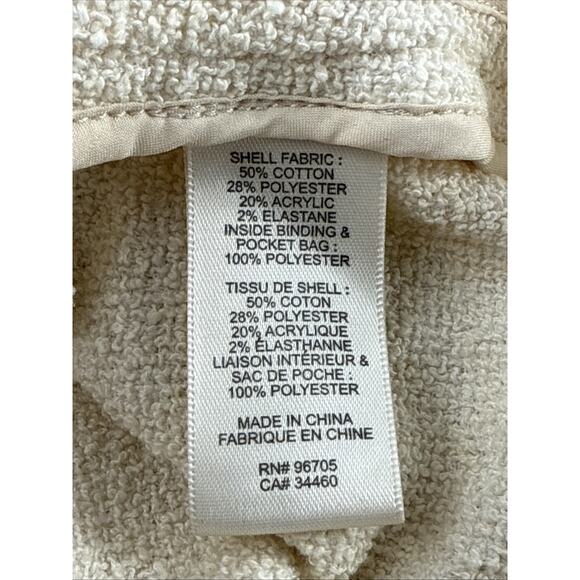 SHELL FABRIC :
50% COTTON
28% POLYESTER
20% ACRYLIC
2% ELASTANE
INSIDE BINDING &
POCKET BAG :
100% POLYESTER
TISSU DE SHELL :
50% COTON
28% POLYESTER
20% ACRYLIQUE
2% ÉLASTHANNE
LIAISON INTÉRIEUR &
SAC DE POCHE :
100% POLYESTER
MADE IN CHINA
FABRIQUE EN CHINE
RN# 96705
CA# 34460